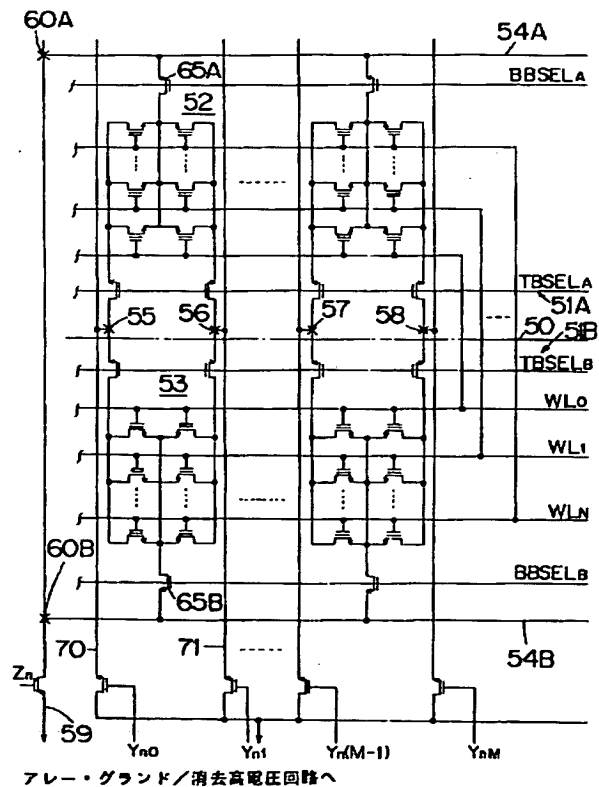 60A
54A
65A
BBSELA
52
TBSELA
55
56
57
58
51A
50
51B
TBSELB
53
WL0
WL1
WLN
60B
65B
BBSELB
70
71
54B
Zn
59
Yn0
Yn1
Yn(M-1)
YnM
アレー・グランド/消去高電圧回路へ